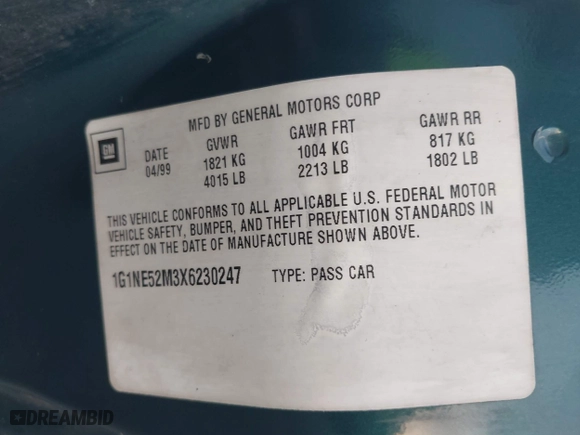 MFD BY GENERAL MOTORS CORP
GM
DATE GVWR GAWR FRT GAWR RR
04/99 1821 KG 1004 KG 817 KG
4015 LB 2213 LB 1802 LB
THIS VEHICLE CONFORMS TO ALL APPLICABLE U.S. FEDERAL MOTOR
VEHICLE SAFETY, BUMPER, AND THEFT PREVENTION STANDARDS IN
EFFECT ON THE DATE OF MANUFACTURE SHOWN ABOVE.
1G1NE52M3X6230247 TYPE: PASS CAR
DREAMBID